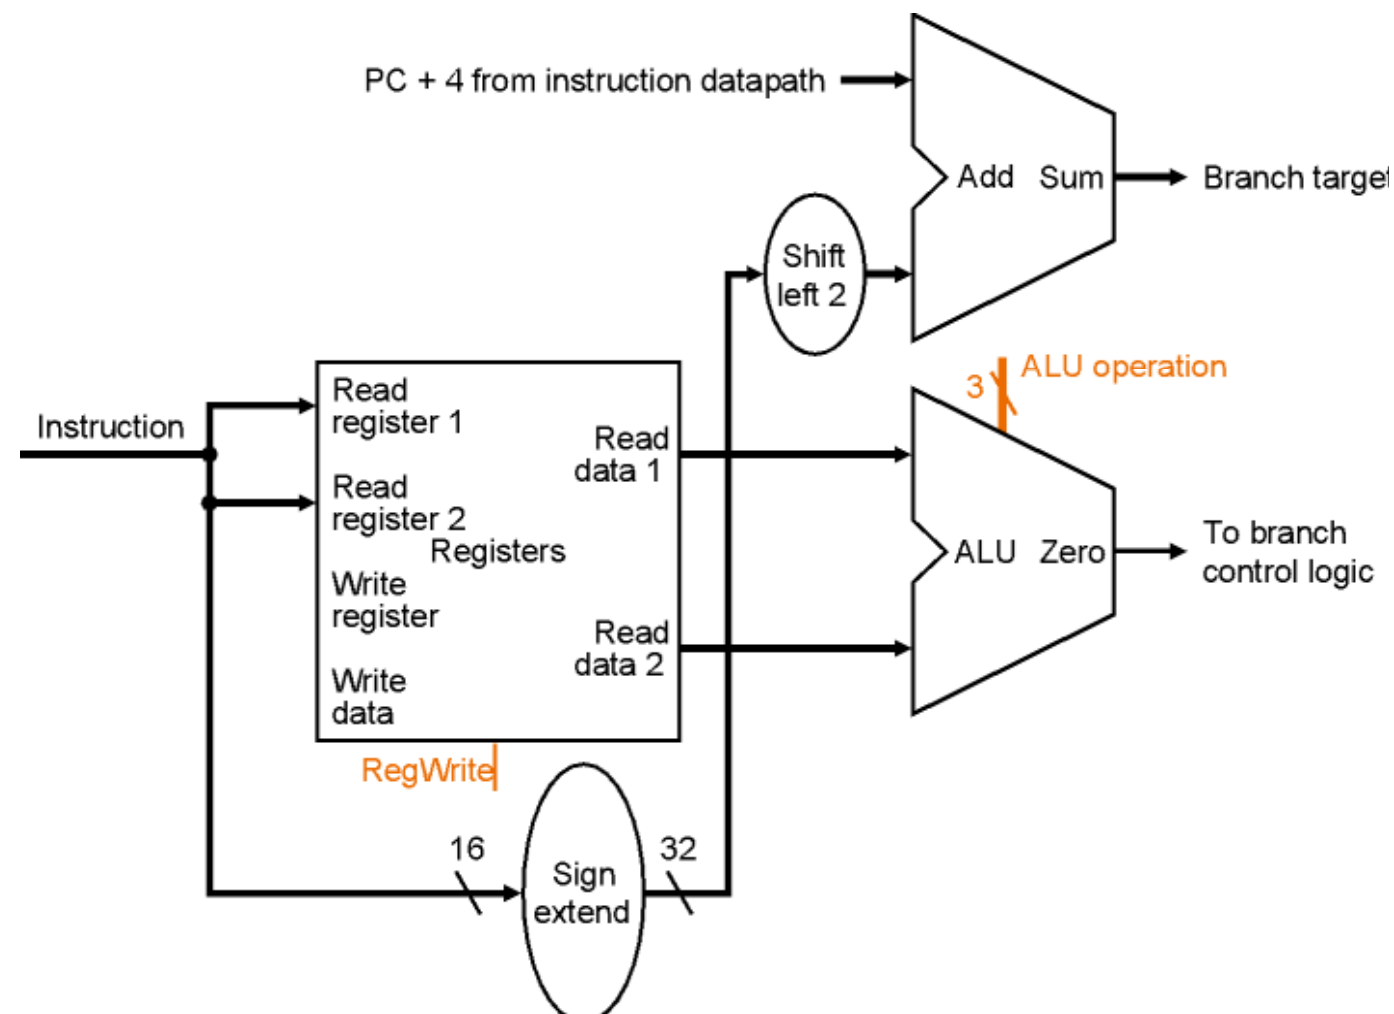 PC + 4 from instruction datapath
Add Sum
Branch target
Shift
left 2
3
ALU operation
Instruction
Read
register 1
Read
data 1
Read
register 2
Registers
Write
register
Read
data 2
Write
data
ALU Zero
To branch
control logic
RegWrite
16
Sign
extend
32